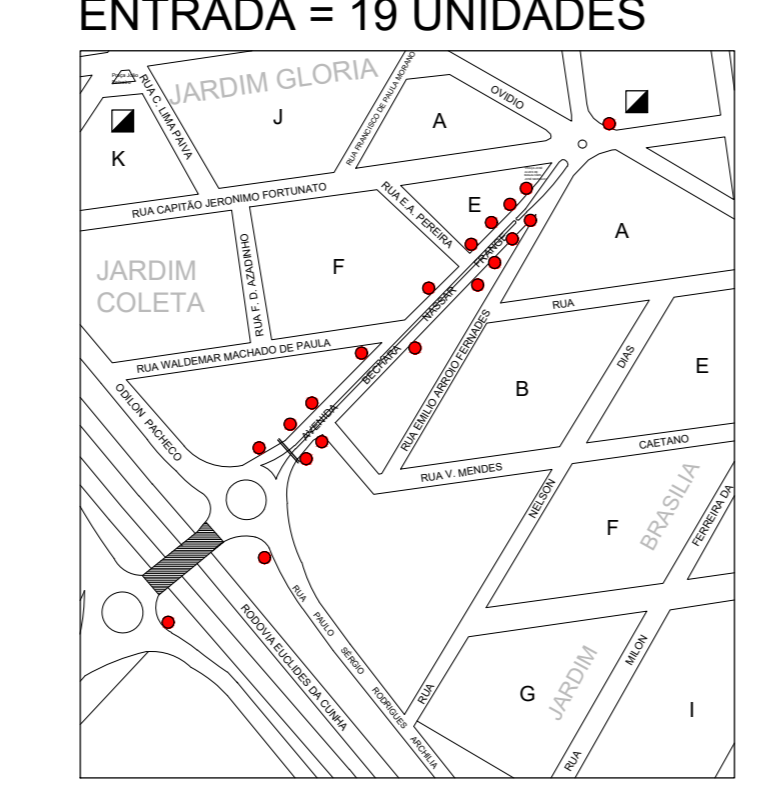 ENTRADA = 19 UNIDADES
JARDIM GLORIA
RUA C. LIMA PAIVA
J
K
RUA FRANCISCO DE PAULA MORANO
A
OVIDIO
RUA CAPITÃO JERONIMO FORTUNATO
RUA E.A. PEREIRA
E
A
JARDIM
COLETA
RUA F. D. AZADINHO
F
FRANGE
NASSAR
BECHARA
AVENIDA
RUA
RUA WALDEMAR MACHADO DE PAULA
RUA EMILIO ARROIO FERNADES
DIAS
E
B
ODILON PACHECO
RUA V. MENDES
CAETANO
NELSON
F
BRASILIA
FERREIRA DA
RUA PAULO SÉRGIO RODRIGUES ARCHILIA
RODOVIA EUCLIDES DA CUNHA
RUA
G
JARDIM
MILON
I
RUA